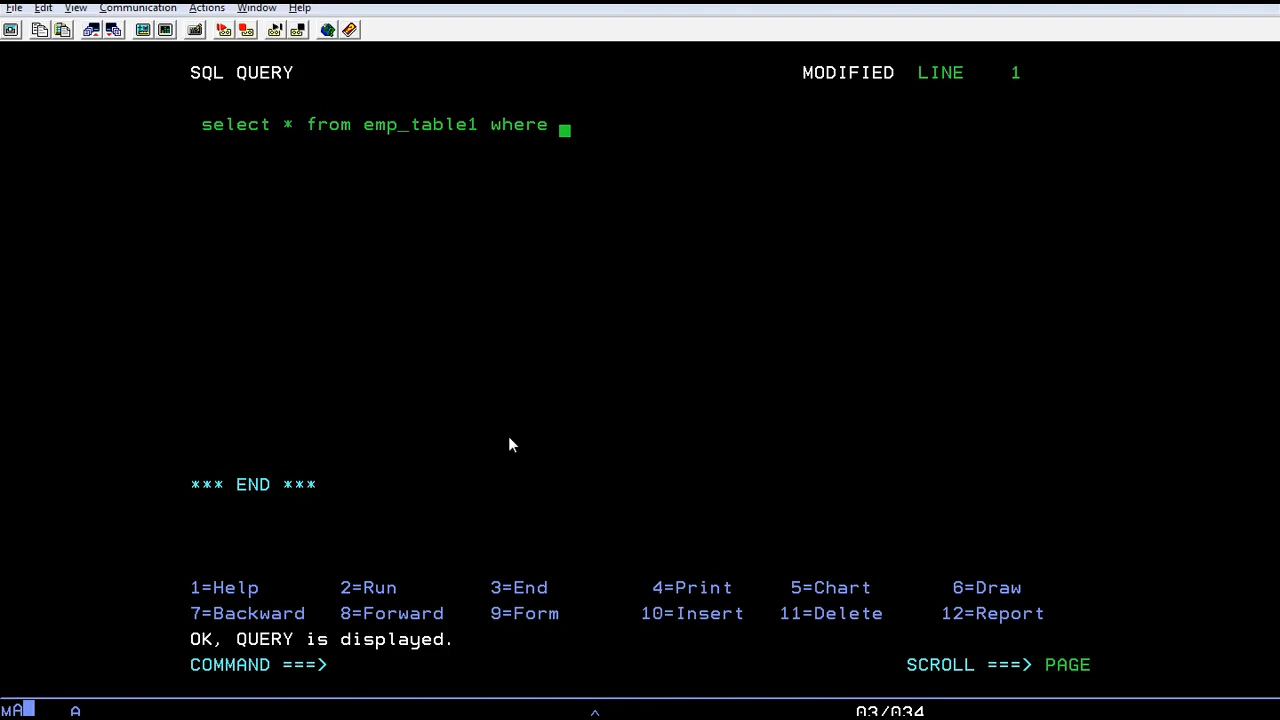 File Edit View Communication Actions Window Help
SQL QUERY MODIFIED LINE 1
select * from emp_table1 where
*** END ***
1=Help 2=Run 3=End 4=Print 5=Chart 6=Draw
7=Backward 8=Forward 9=Form 10=Insert 11=Delete 12=Report
OK, QUERY is displayed.
COMMAND ===> SCROLL ===> PAGE
MA A ^ 03/034